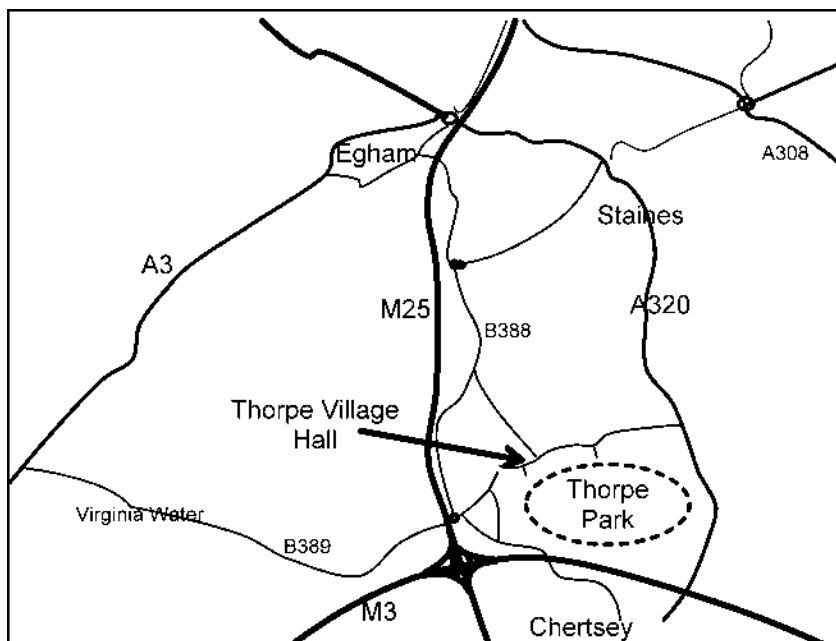 Egham
A308
Staines
A3
M25
A320
B388
Thorpe Village
Hall
Thorpe
Park
Virginia Water
B389
M3
Chertsey